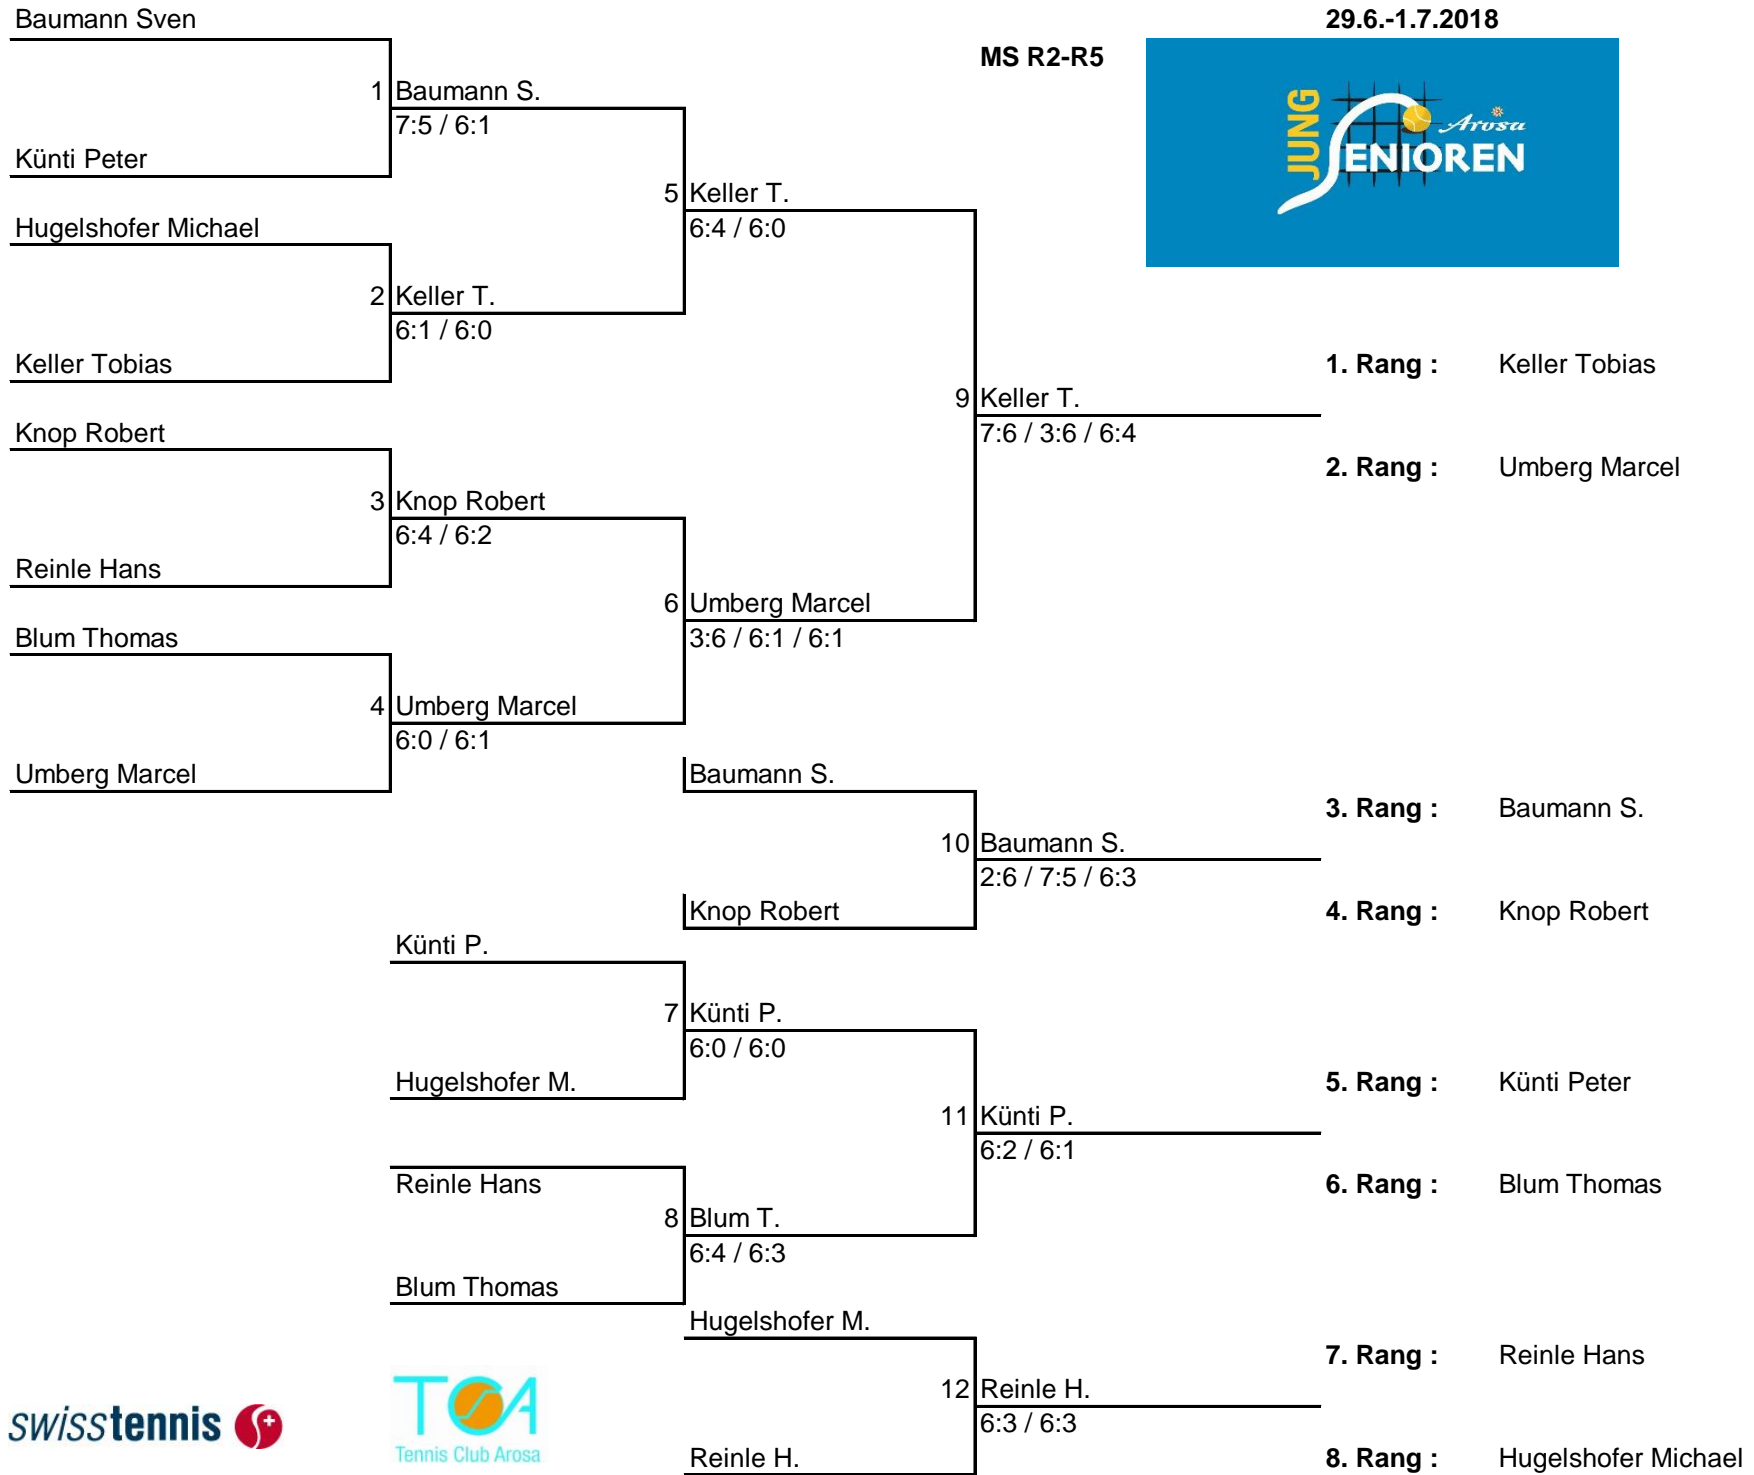 Baumann Sven
29.6.-1.7.2018
MS R2-R5
JUNG
Arosa
SENIOREN
1 Baumann S.
7:5 / 6:1
Künti Peter
5 Keller T.
6:4 / 6:0
Hugelshofer Michael
2 Keller T.
6:1 / 6:0
Keller Tobias
1. Rang : Keller Tobias
9 Keller T.
7:6 / 3:6 / 6:4
Knop Robert
2. Rang : Umberg Marcel
3 Knop Robert
6:4 / 6:2
Reinle Hans
6 Umberg Marcel
3:6 / 6:1 / 6:1
Blum Thomas
4 Umberg Marcel
6:0 / 6:1
Umberg Marcel
Baumann S.
3. Rang : Baumann S.
10 Baumann S.
2:6 / 7:5 / 6:3
Knop Robert
4. Rang : Knop Robert
Künti P.
7 Künti P.
6:0 / 6:0
Hugelshofer M.
5. Rang : Künti Peter
11 Künti P.
6:2 / 6:1
Reinle Hans
6. Rang : Blum Thomas
8 Blum T.
6:4 / 6:3
Blum Thomas
Hugelshofer M.
7. Rang : Reinle Hans
12 Reinle H.
6:3 / 6:3
Reinle H.
8. Rang : Hugelshofer Michael
swisstennis
TCA
Tennis Club Arosa